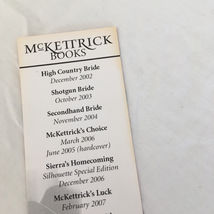 McKETTRICK
BOOKS
High Country Bride
December 2002
Shotgun Bride
October 2003
Secondhand Bride
November 2004
McKettrick's Choice
March 2006
June 2005 (hardcover)
Sierra's Homecoming
Silhouette Special Edition
December 2006
McKettrick's Luck
February 2007